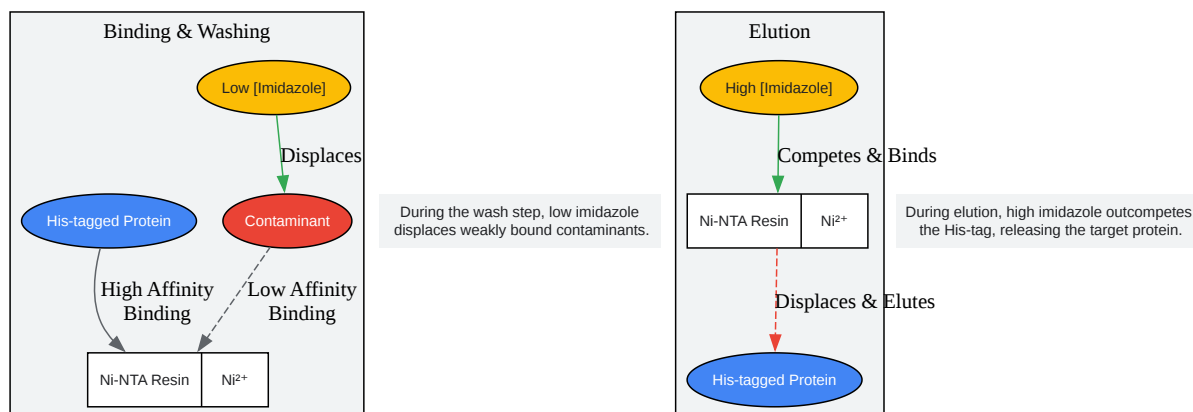 Binding & Washing
Low [Imidazole]
Displaces
His-tagged Protein
Contaminant
High Affinity
Binding
Low Affinity
Binding
Ni-NTA Resin
Ni²⁺
During the wash step, low imidazole
displaces weakly bound contaminants.
Elution
High [Imidazole]
Competes & Binds
Ni-NTA Resin
Ni²⁺
Displaces & Elutes
His-tagged Protein
During elution, high imidazole outcompetes
the His-tag, releasing the target protein.